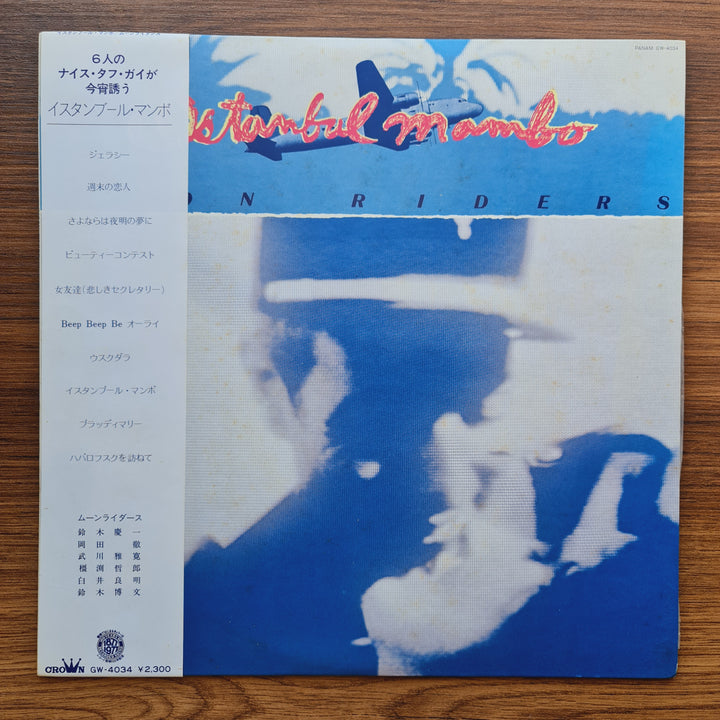 6人の
ナイス・タフ・ガイが
今宵誘う
イスタンブール・マンボ
ジェラシー
週末の恋人
さよならは夜明の夢に
ビューティーコンテスト
女友達(悲しきセクレタリー)
Beep Beep Be オーライ
ウスクダラ
イスタンブール・マンボ
ブラッディマリー
ハバロフスクを訪ねて
ムーンライダース
鈴木慶一
岡田徹
武川雅寛
橿渕哲郎
白井良明
鈴木博文
1877 1977
CROWN GW-4034 ¥2,300
PANAM GW-4034
Istanbul mambo
ON RIDERS